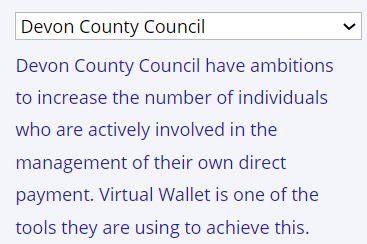 Devon County Council
Devon County Council have ambitions
to increase the number of individuals
who are actively involved in the
management of their own direct
payment. Virtual Wallet is one of the
tools they are using to achieve this.